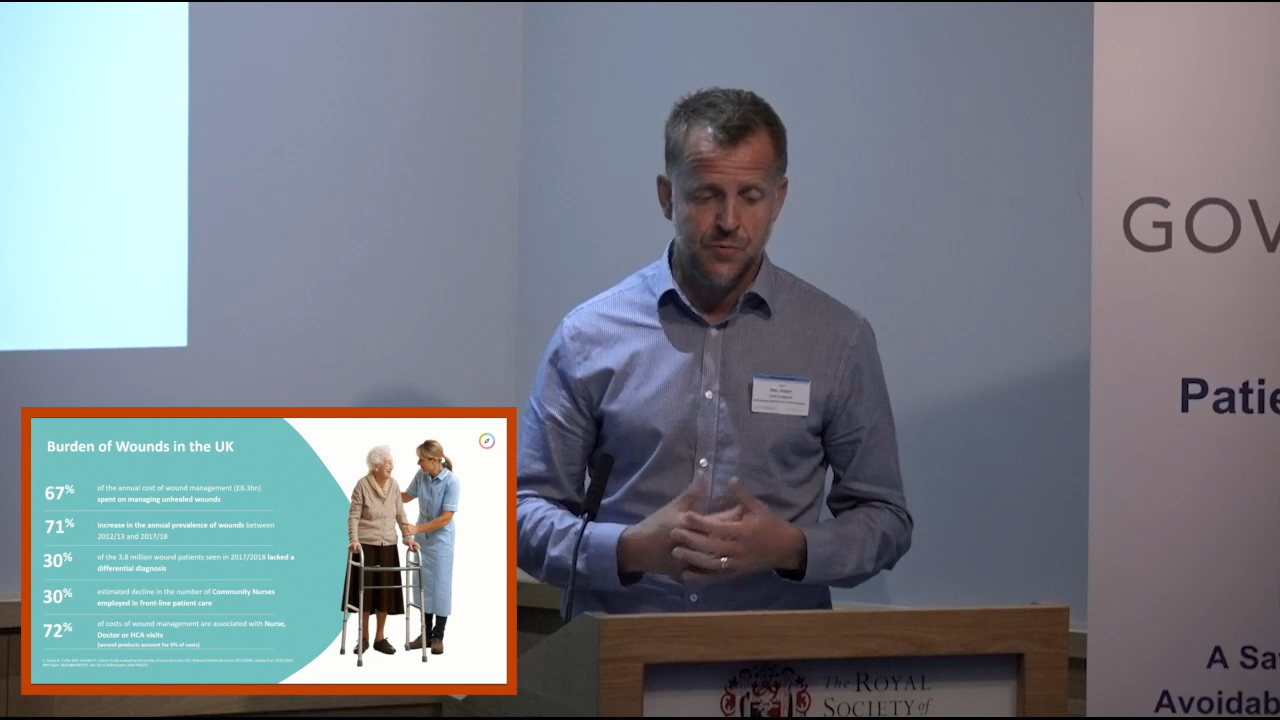 GOV
Patie
A Sa
Avoidab
The ROYAL
SOCIETY of
Burden of Wounds in the UK
67%
of the annual cost of wound management (£8.3bn)
spent on managing unhealed wounds
71%
increase in the annual prevalence of wounds between
2012/13 and 2017/18
30%
of the 3.8 million wound patients seen in 2017/2018 lacked a
differential diagnosis
30%
estimated decline in the number of Community Nurses
employed in front-line patient care
72%
of costs of wound management are associated with Nurse,
Doctor or HCA visits
(wound products account for 6% of costs)